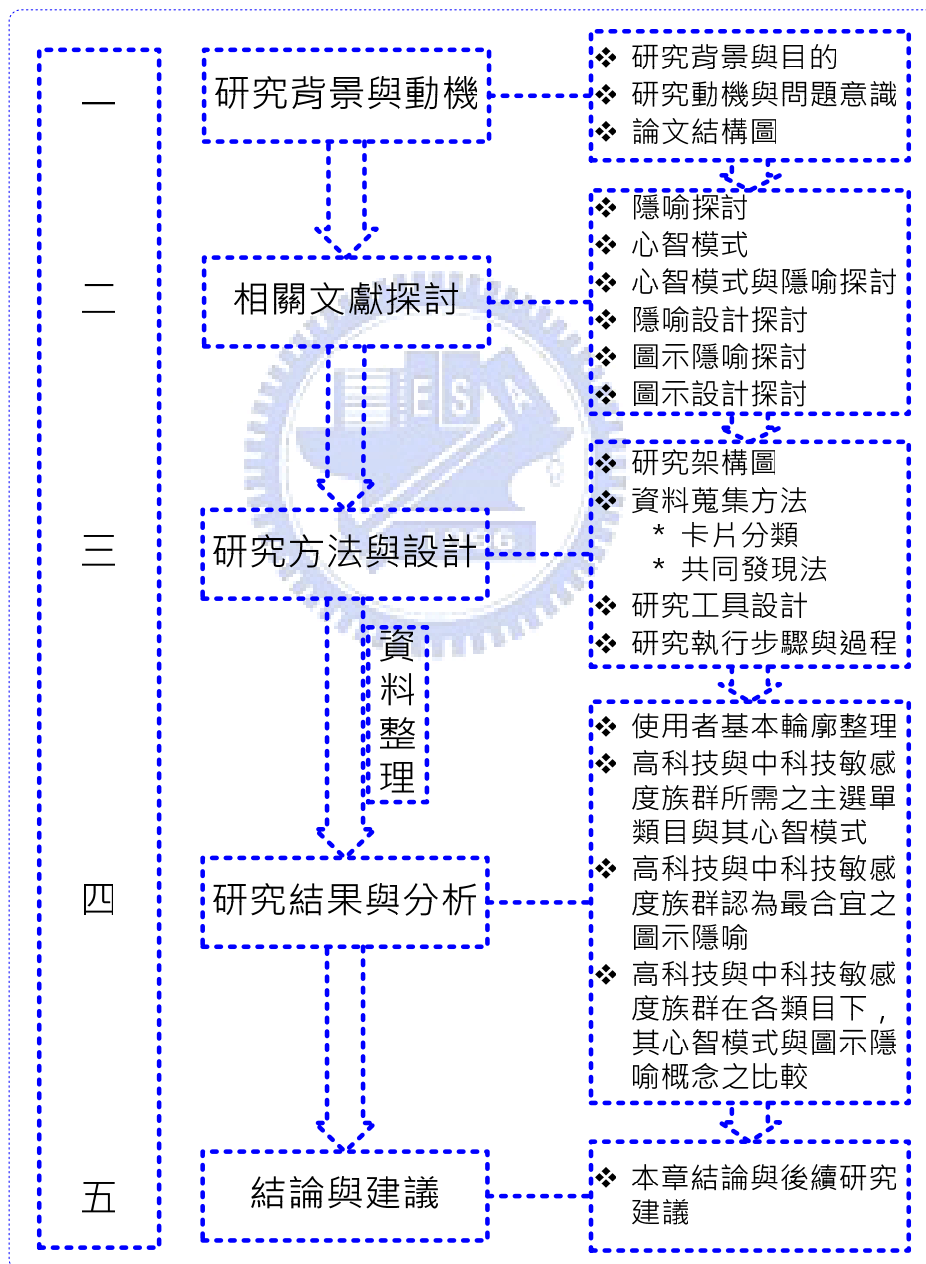 一
研究背景與動機
❖ 研究背景與目的
❖ 研究動機與問題意識
❖ 論文結構圖
二
相關文獻探討
❖ 隱喻探討
❖ 心智模式
❖ 心智模式與隱喻探討
❖ 隱喻設計探討
❖ 圖示隱喻探討
❖ 圖示設計探討
三
研究方法與設計
❖ 研究架構圖
❖ 資料蒐集方法
* 卡片分類
* 共同發現法
❖ 研究工具設計
❖ 研究執行步驟與過程
資料整理
四
研究結果與分析
❖ 使用者基本輪廓整理
❖ 高科技與中科技敏感
度族群所需之主選單
類目與其心智模式
❖ 高科技與中科技敏感
度族群認為最合宜之
圖示隱喻
❖ 高科技與中科技敏感
度族群在各類目下，
其心智模式與圖示隱
喻概念之比較
五
結論與建議
❖ 本章結論與後續研究
建議
ESA